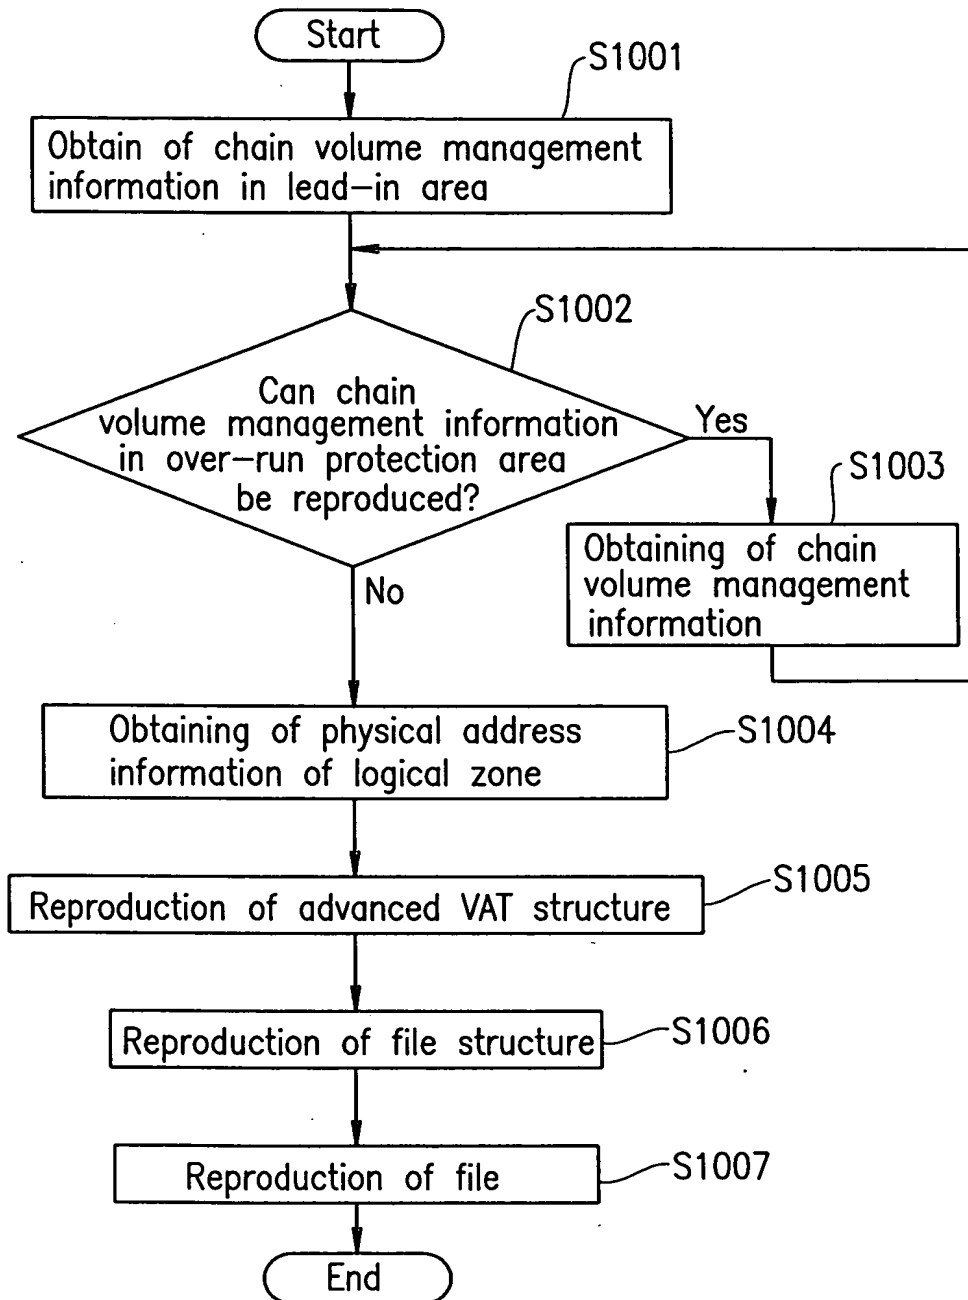 Start
S1001
Obtain of chain volume management
information in lead-in area
S1002
Can chain
volume management information
in over-run protection area
be reproduced?
Yes
S1003
Obtaining of chain
volume management
information
No
S1004
Obtaining of physical address
information of logical zone
S1005
Reproduction of advanced VAT structure
S1006
Reproduction of file structure
S1007
Reproduction of file
End